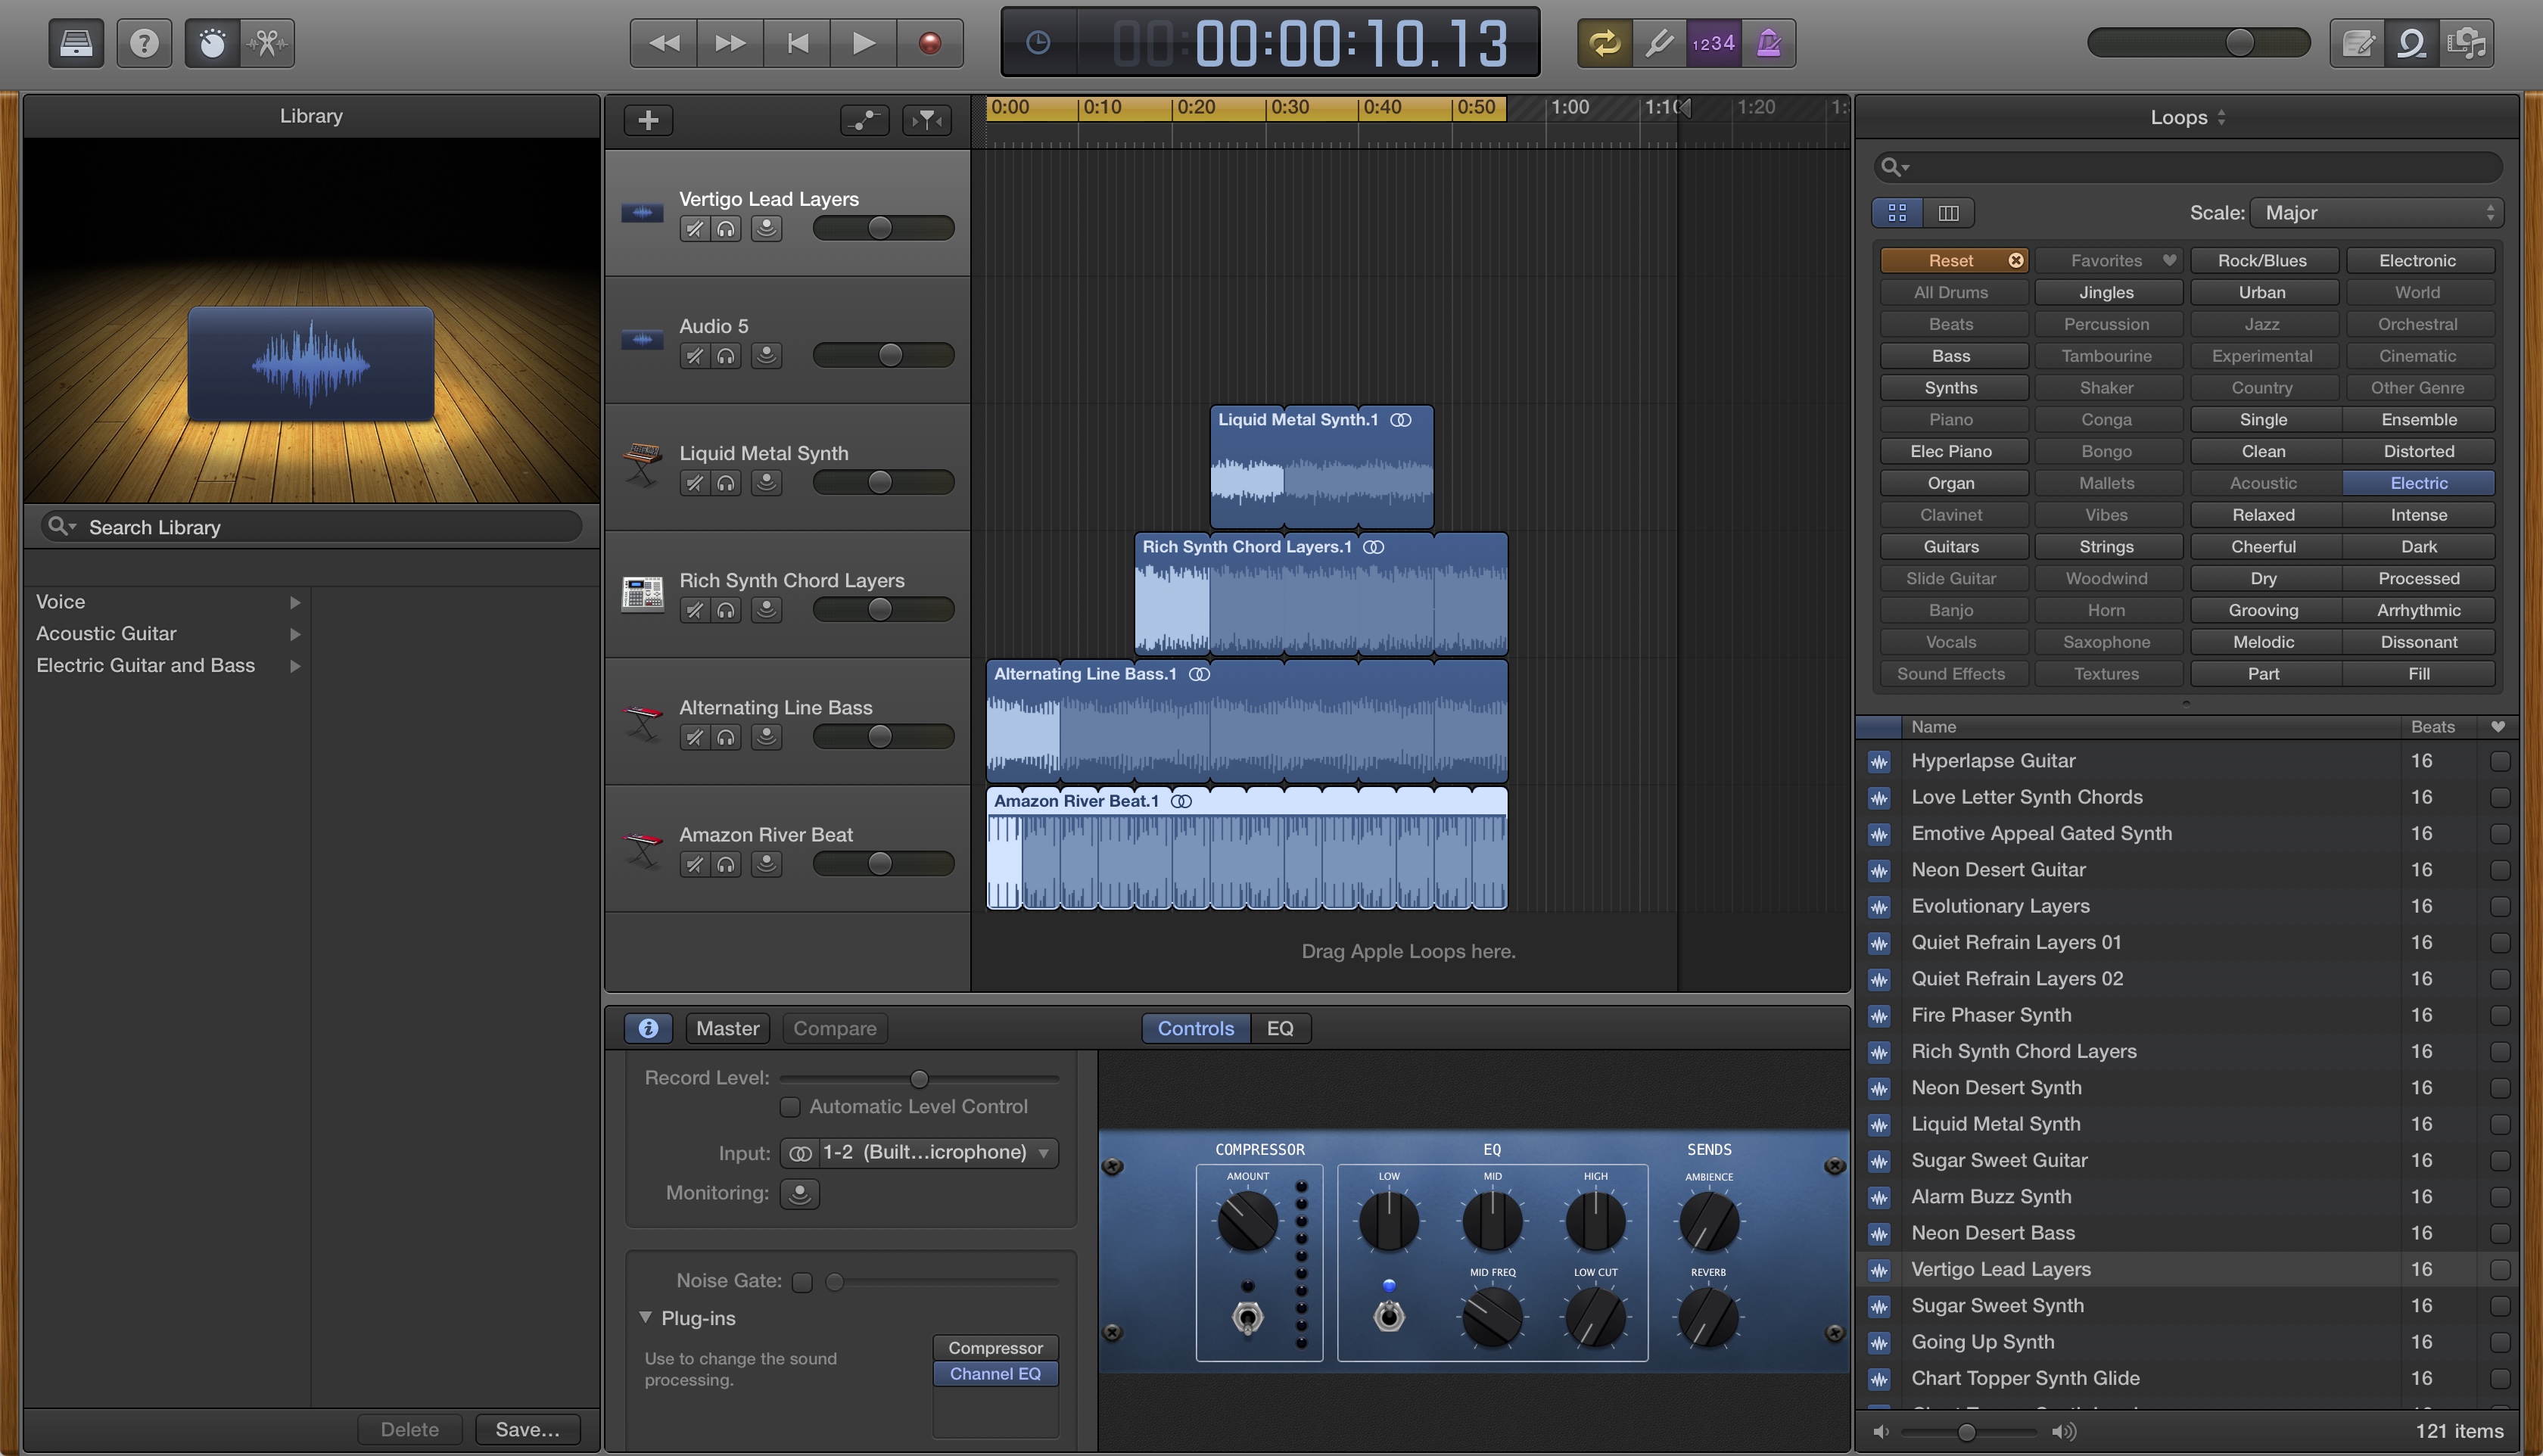 1234
00:00:10.13
Library
Search Library
Voice
Acoustic Guitar
Electric Guitar and Bass
Delete
Save...
0:00 0:10 0:20 0:30 0:40 0:50 1:00 1:10 1:20
Vertigo Lead Layers
Audio 5
Liquid Metal Synth
Rich Synth Chord Layers
Alternating Line Bass
Amazon River Beat
Liquid Metal Synth.1
Rich Synth Chord Layers.1
Alternating Line Bass.1
Amazon River Beat.1
Drag Apple Loops here.
Master
Compare
Controls
EQ
Record Level:
Automatic Level Control
Input: 1-2 (Built...icrophone)
Monitoring:
Noise Gate:
Plug-ins
Use to change the sound
processing.
Compressor
Channel EQ
COMPRESSOR EQ SENDS
AMOUNT LOW MID HIGH AMBIENCE
MID FREQ LOW CUT REVERB
Loops
Scale: Major
Reset Favorites Rock/Blues Electronic
All Drums Jingles Urban World
Beats Percussion Jazz Orchestral
Bass Tambourine Experimental Cinematic
Synths Shaker Country Other Genre
Piano Conga Single Ensemble
Elec Piano Bongo Clean Distorted
Organ Mallets Acoustic Electric
Clavinet Vibes Relaxed Intense
Guitars Strings Cheerful Dark
Slide Guitar Woodwind Dry Processed
Banjo Horn Grooving Arrhythmic
Vocals Saxophone Melodic Dissonant
Sound Effects Textures Part Fill
Name Beats
Hyperlapse Guitar 16
Love Letter Synth Chords 16
Emotive Appeal Gated Synth 16
Neon Desert Guitar 16
Evolutionary Layers 16
Quiet Refrain Layers 01 16
Quiet Refrain Layers 02 16
Fire Phaser Synth 16
Rich Synth Chord Layers 16
Neon Desert Synth 16
Liquid Metal Synth 16
Sugar Sweet Guitar 16
Alarm Buzz Synth 16
Neon Desert Bass 16
Vertigo Lead Layers 16
Sugar Sweet Synth 16
Going Up Synth 16
Chart Topper Synth Glide 16
121 items